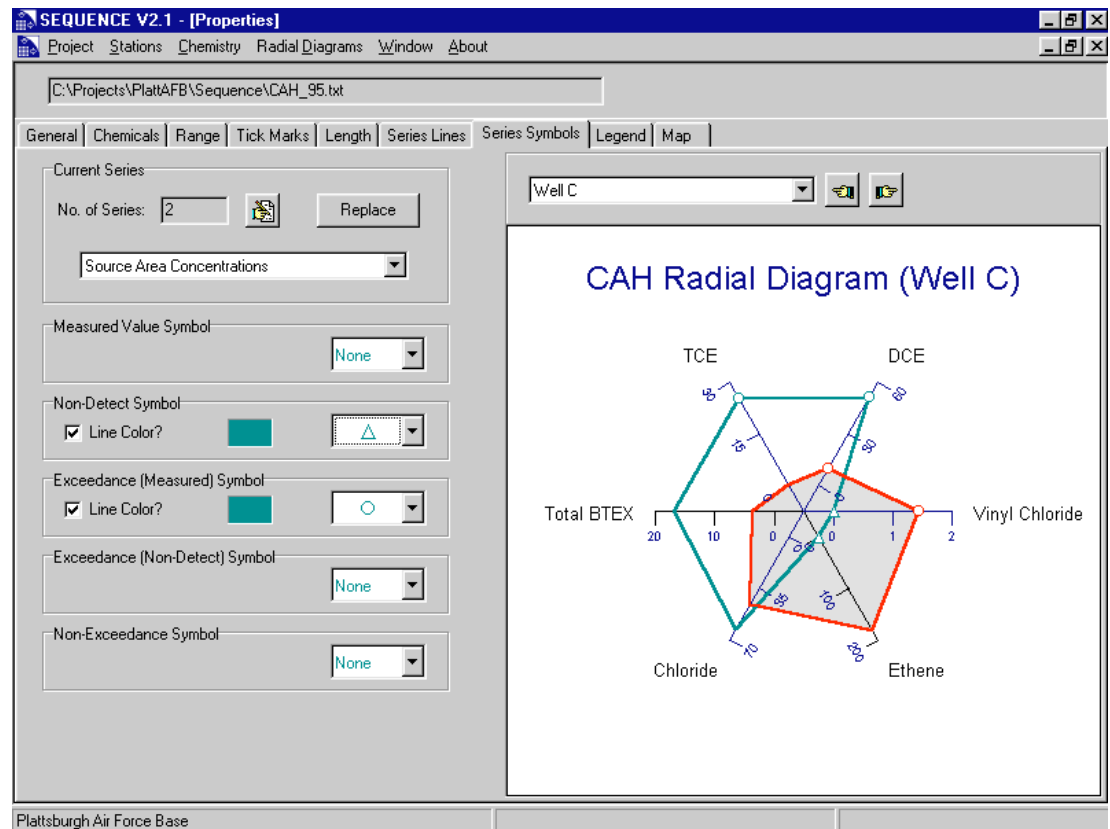 SEQUENCE V2.1 - [Properties]
Project Stations Chemistry Radial Diagrams Window About
C:\Projects\PlattAFB\Sequence\CAH_95.txt
General Chemicals Range Tick Marks Length Series Lines Series Symbols Legend Map
Current Series
No. of Series: 2 Replace
Source Area Concentrations
Measured Value Symbol
None
Non-Detect Symbol
Line Color?
Exceedance (Measured) Symbol
Line Color?
Exceedance (Non-Detect) Symbol
None
Non-Exceedance Symbol
None
Well C
CAH Radial Diagram (Well C)
TCE DCE
30 60
15 30
0 0
Total BTEX Vinyl Chloride
20 10 0 0 1 2
0 0
35 100
70 200
Chloride Ethene
Plattsburgh Air Force Base